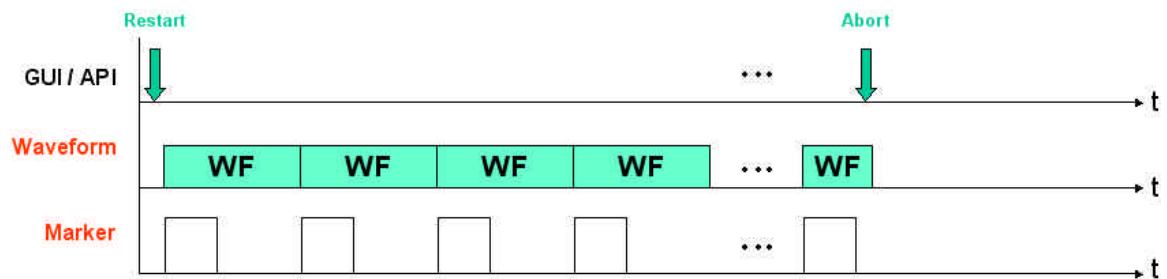 Restart
Abort
GUI / API
...
t
Waveform
WF
WF
WF
WF
...
WF
t
Marker
...
t